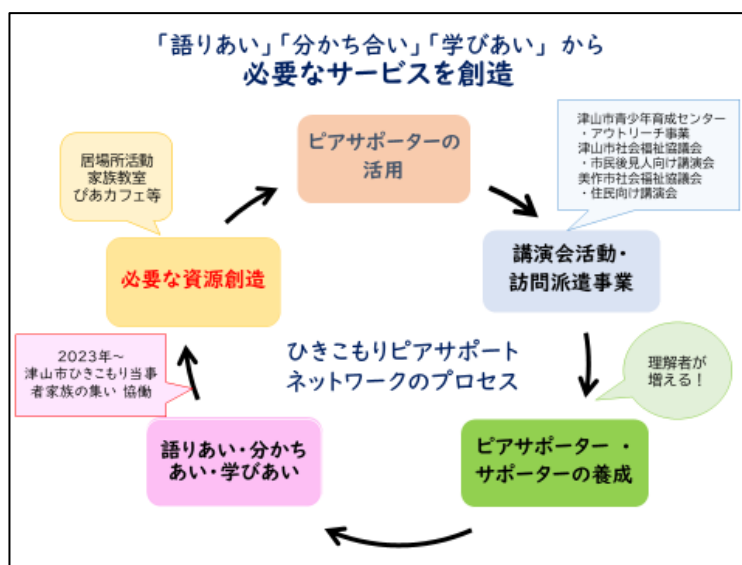 「語りあい」「分かち合い」「学びあい」から
必要なサービスを創造
ピアサポーターの
活用
津山市青少年育成センター
・アウトリーチ事業
津山市社会福祉協議会
・市民後見人向け講演会
美作市社会福祉協議会
・住民向け講演会
居場所活動
家族教室
ぴあカフェ等
講演会活動・
訪問派遣事業
必要な資源創造
ひきこもりピアサポート
ネットワークのプロセス
理解者が
増える！
2023年～
津山市ひきこもり当事
者家族の集い 協働
ピアサポーター ・
サポーターの養成
語りあい・分かち
あい・学びあい